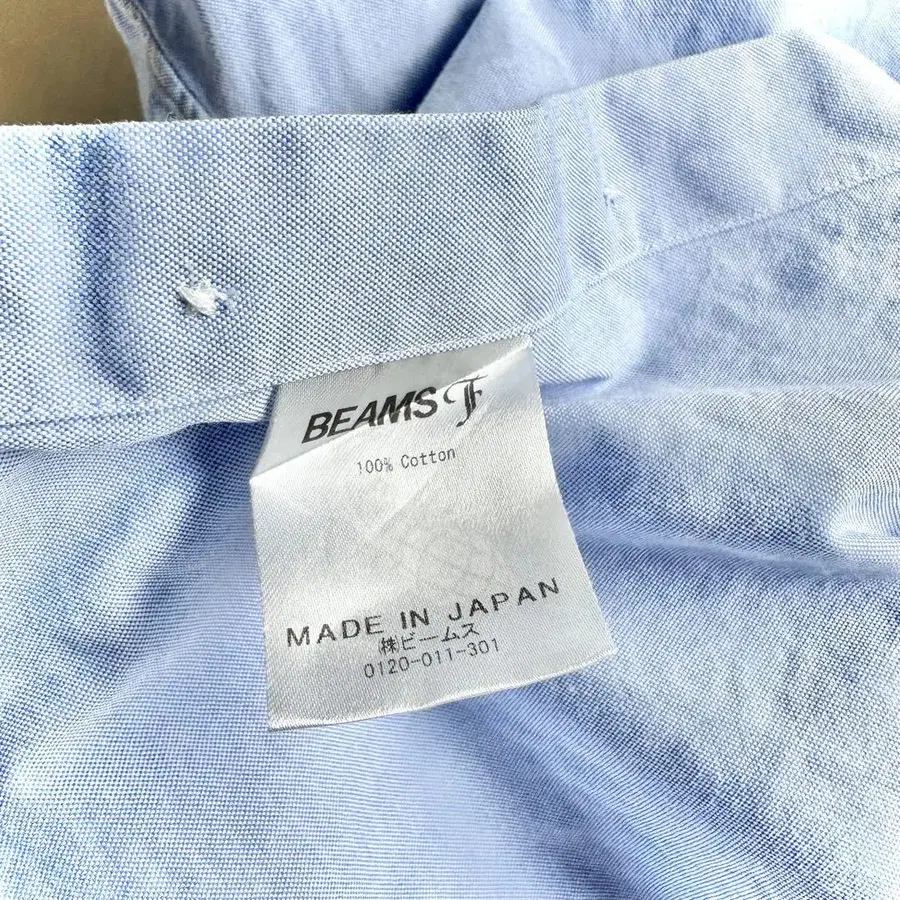 BEAMS F
100% Cotton
MADE IN JAPAN
㈱ビームス
0120-011-301